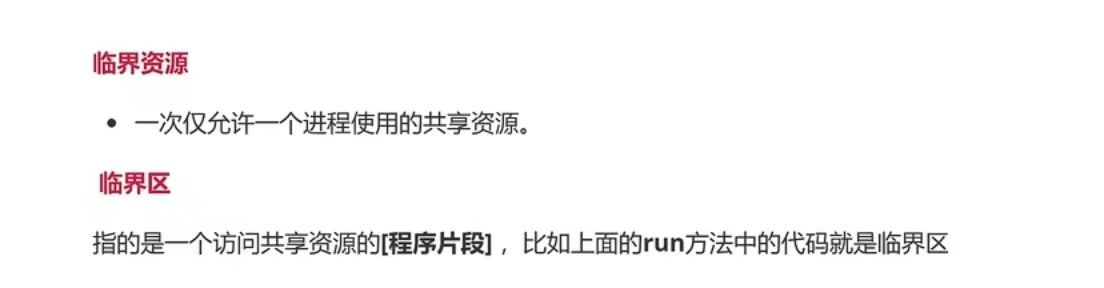 临界资源
• 一次仅允许一个进程使用的共享资源。
临界区
指的是一个访问共享资源的[程序片段] ，比如上面的run方法中的代码就是临界区